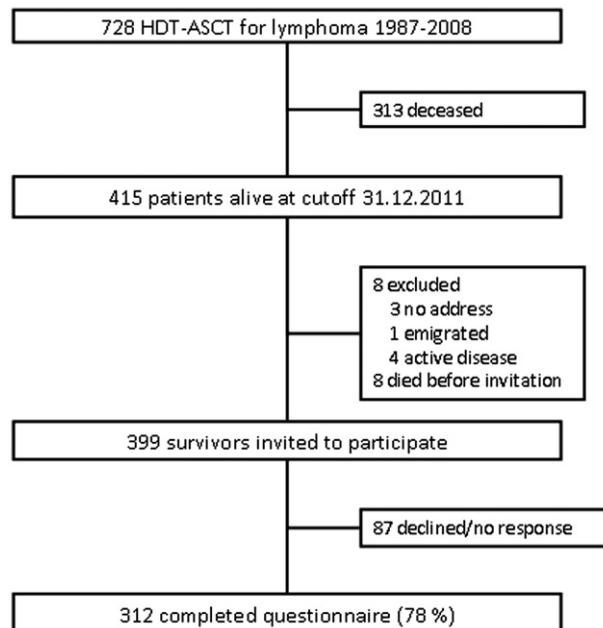 728 HDT-ASCT for lymphoma 1987-2008
313 deceased
415 patients alive at cutoff 31.12.2011
8 excluded
3 no address
1 emigrated
4 active disease
8 died before invitation
399 survivors invited to participate
87 declined/no response
312 completed questionnaire (78 %)